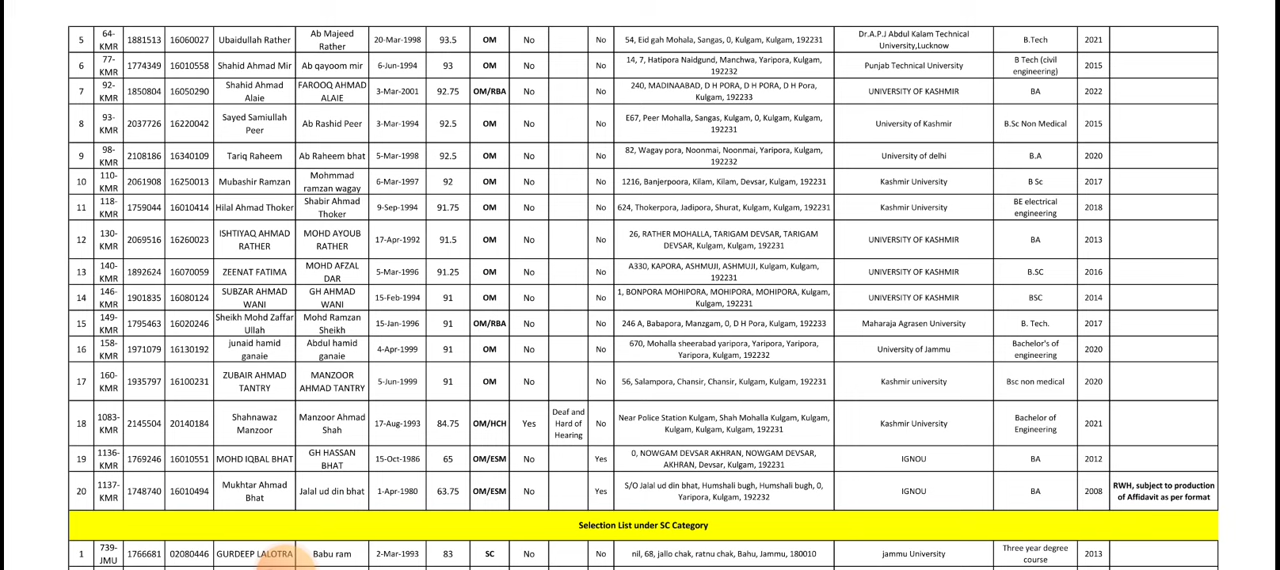 5 64-KMR 1881513 16060027 Ubaidullah Rather Ab Majeed Rather 20-Mar-1998 93.5 OM No No 54, Eid gah Mohala, Sangas, 0, Kulgam, Kulgam, 192231 Dr.A.P.J Abdul Kalam Technical University,Lucknow B.Tech 2021
6 77-KMR 1774349 16010558 Shahid Ahmad Mir Ab qayoom mir 6-Jun-1994 93 OM No No 14, 7, Hatipora Naidgund, Manchwa, Yaripora, Kulgam, 192232 Punjab Technical University B Tech (civil engineering) 2015
7 92-KMR 1850804 16050290 Shahid Ahmad Alaie FAROOQ AHMAD ALAIE 3-Mar-2001 92.75 OM/RBA No No 240, MADINAABAD, D H PORA, D H PORA, D H Pora, Kulgam, 192233 UNIVERSITY OF KASHMIR BA 2022
8 93-KMR 2037726 16220042 Sayed Samiullah Peer Ab Rashid Peer 3-Mar-1994 92.5 OM No No E67, Peer Mohalla, Sangas, Kulgam, 0, Kulgam, Kulgam, 192231 University of Kashmir B.Sc Non Medical 2015
9 98-KMR 2108186 16340109 Tariq Raheem Ab Raheem bhat 5-Mar-1998 92.5 OM No No 82, Wagay pora, Noonmai, Noonmai, Yaripora, Kulgam, 192232 University of delhi B.A 2020
10 110-KMR 2061908 16250013 Mubashir Ramzan Mohmmad ramzan wagay 6-Mar-1997 92 OM No No 1216, Banjerpoora, Kilam, Kilam, Devsar, Kulgam, 192231 Kashmir University B Sc 2017
11 118-KMR 1759044 16010414 Hilal Ahmad Thoker Shabir Ahmad Thoker 9-Sep-1994 91.75 OM No No 624, Thokerpora, Jadipora, Shurat, Kulgam, Kulgam, 192231 Kashmir University BE electrical engineering 2018
12 130-KMR 2069516 16260023 ISHTIYAQ AHMAD RATHER MOHD AYOUB RATHER 17-Apr-1992 91.5 OM No No 26, RATHER MOHALLA, TARIGAM DEVSAR, TARIGAM DEVSAR, Kulgam, Kulgam, 192231 UNIVERSITY OF KASHMIR BA 2013
13 140-KMR 1892624 16070059 ZEENAT FATIMA MOHD AFZAL DAR 5-Mar-1996 91.25 OM No No A330, KAPORA, ASHMUJI, ASHMUJI, Kulgam, Kulgam, 192231 UNIVERSITY OF KASHMIR B.SC 2016
14 146-KMR 1901835 16080124 SUBZAR AHMAD WANI GH AHMAD WANI 15-Feb-1994 91 OM No No 1, BONPORA MOHIPORA, MOHIPORA, MOHIPORA, Kulgam, Kulgam, 192231 UNIVERSITY OF KASHMIR BSC 2014
15 149-KMR 1795463 16020246 Sheikh Mohd Zaffar Ullah Mohd Ramzan Sheikh 15-Jan-1996 91 OM/RBA No No 246 A, Babapora, Manzgam, 0, D H Pora, Kulgam, 192233 Maharaja Agrasen University B. Tech. 2017
16 158-KMR 1971079 16130192 junaid hamid ganaie Abdul hamid ganaie 4-Apr-1999 91 OM No No 670, Mohalla sheerabad yaripora, Yaripora, Yaripora, Yaripora, Kulgam, 192232 University of Jammu Bachelor's of engineering 2020
17 160-KMR 1935797 16100231 ZUBAIR AHMAD TANTRY MANZOOR AHMAD TANTRY 5-Jun-1999 91 OM No No 56, Salampora, Chansir, Chansir, Kulgam, Kulgam, 192231 Kashmir university Bsc non medical 2020
18 1083-KMR 2145504 20140184 Shahnawaz Manzoor Manzoor Ahmad Shah 17-Aug-1993 84.75 OM/HCH Yes Deaf and Hard of Hearing No Near Police Station Kulgam, Shah Mohalla Kulgam, Kulgam, Kulgam, Kulgam, Kulgam, 192231 Kashmir University Bachelor of Engineering 2021
19 1136-KMR 1769246 16010551 MOHD IQBAL BHAT GH HASSAN BHAT 15-Oct-1986 65 OM/ESM No Yes 0, NOWGAM DEVSAR AKHRAN, NOWGAM DEVSAR, AKHRAN, Devsar, Kulgam, 192231 IGNOU BA 2012
20 1137-KMR 1748740 16010494 Mukhtar Ahmad Bhat Jalal ud din bhat 1-Apr-1980 63.75 OM/ESM No Yes S/O Jalal ud din bhat, Humshali bugh, Humshali bugh, 0, Yaripora, Kulgam, 192232 IGNOU BA 2008 RWH, subject to production of Affidavit as per format
Selection List under SC Category
1 739-JMU 1766681 02080446 GURDEEP LALOTRA Babu ram 2-Mar-1993 83 SC No No nil, 68, jallo chak, ratnu chak, Bahu, Jammu, 180010 jammu University Three year degree course 2013